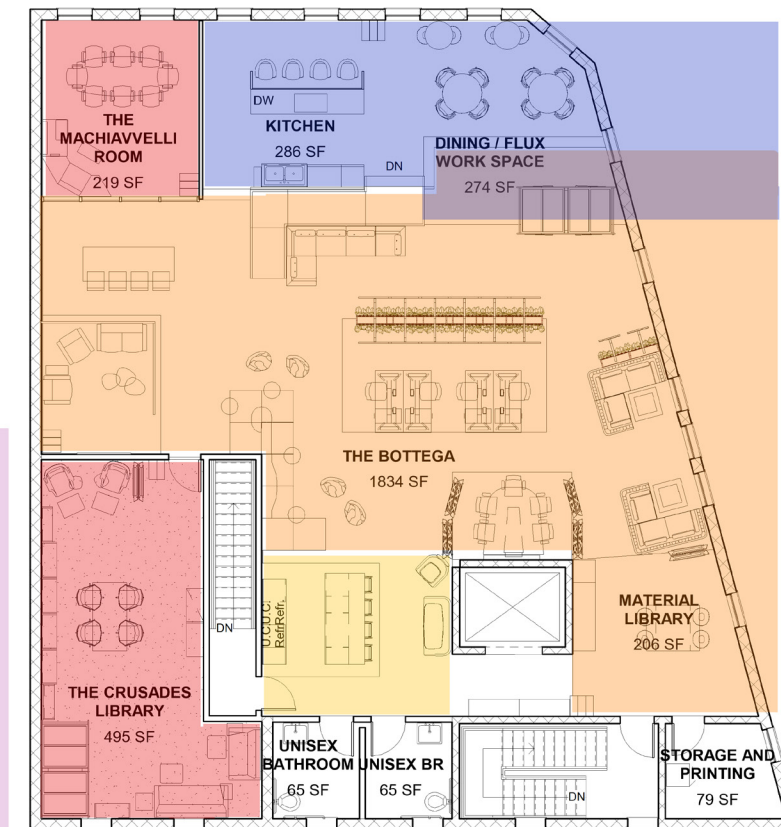 THE
MACHIAVVELLI
ROOM
219 SF
DW
KITCHEN
286 SF
DN
DINING / FLUX
WORK SPACE
274 SF
THE BOTTEGA
1834 SF
DN
U.C.U.C.
RefrRefr.
MATERIAL
LIBRARY
206 SF
THE CRUSADES
LIBRARY
495 SF
UNISEX
BATHROOM
65 SF
UNISEX BR
65 SF
DN
STORAGE AND
PRINTING
79 SF